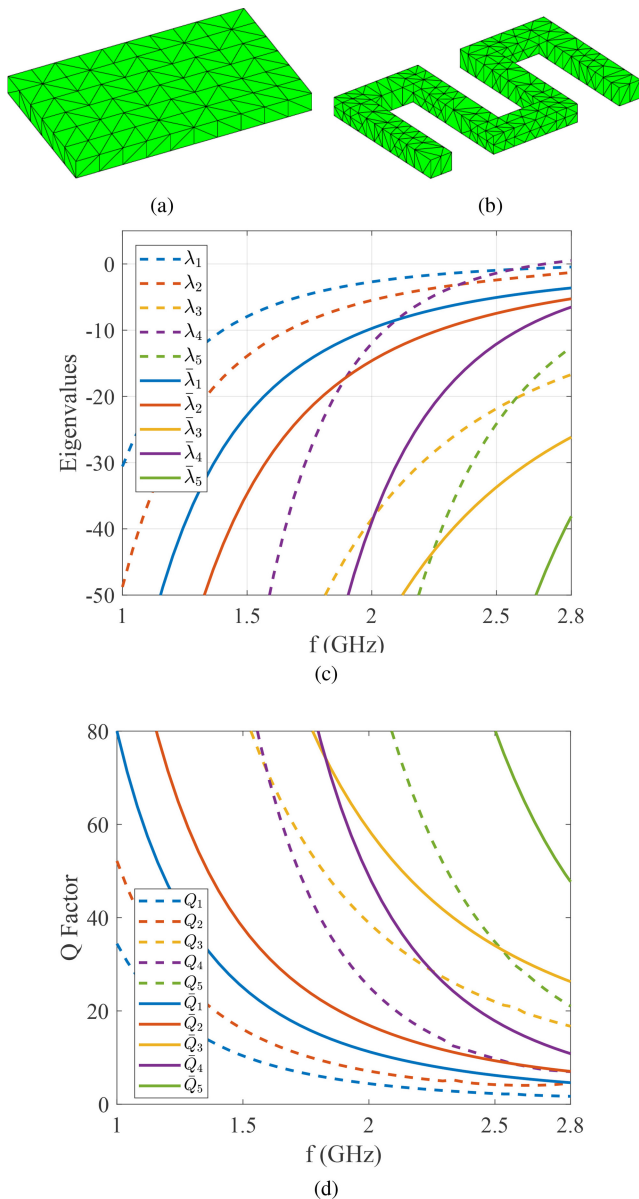 (a)
(b)
0
-10
-20
-30
-40
-50
Eigenvalues
λ₁
λ₂
λ₃
λ₄
λ₅
λ̄₁
λ̄₂
λ̄₃
λ̄₄
λ̄₅
1
1.5
2
2.5
2.8
f (GHz)
(c)
80
60
40
20
0
Q Factor
Q₁
Q₂
Q₃
Q₄
Q₅
Q̄₁
Q̄₂
Q̄₃
Q̄₄
Q̄₅
1
1.5
2
2.5
2.8
f (GHz)
(d)